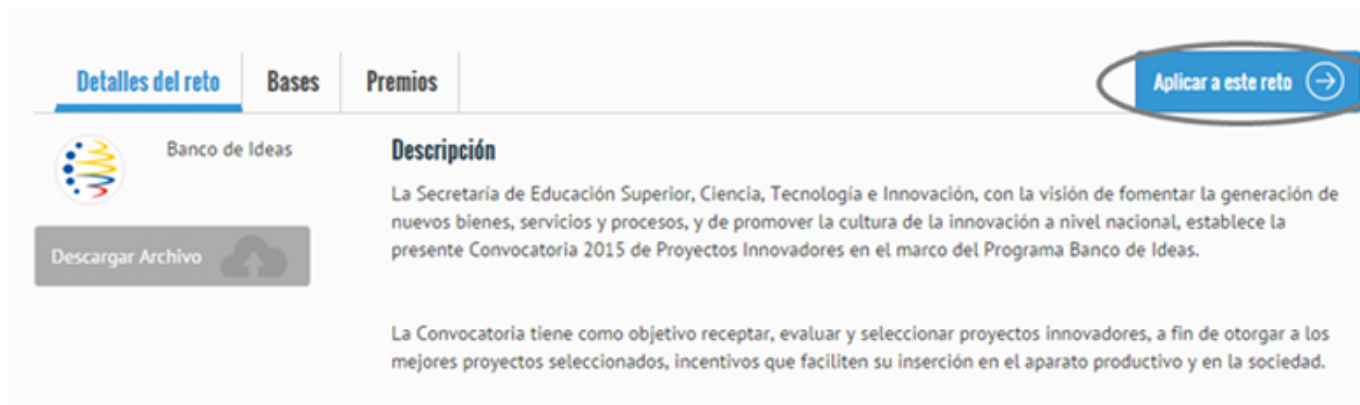 Detalles del reto
Bases
Premios
Aplicar a este reto
Banco de Ideas
Descargar Archivo
Descripción
La Secretaría de Educación Superior, Ciencia, Tecnología e Innovación, con la visión de fomentar la generación de
nuevos bienes, servicios y procesos, y de promover la cultura de la innovación a nivel nacional, establece la
presente Convocatoria 2015 de Proyectos Innovadores en el marco del Programa Banco de Ideas.
La Convocatoria tiene como objetivo receptar, evaluar y seleccionar proyectos innovadores, a fin de otorgar a los
mejores proyectos seleccionados, incentivos que faciliten su inserción en el aparato productivo y en la sociedad.